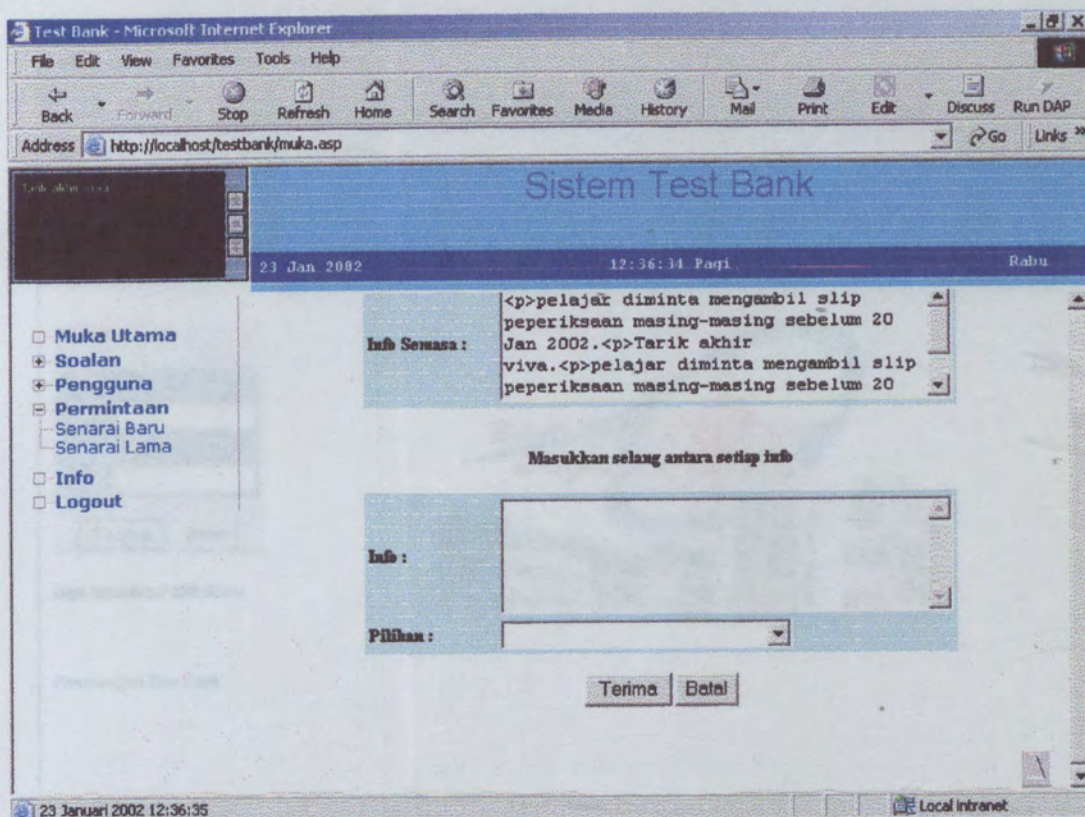 Test Bank - Microsoft Internet Explorer
File Edit View Favorites Tools Help
Back Forward Stop Refresh Home Search Favorites Media History Mail Print Edit Discuss Run DAP
Address http://localhost/testbank/muka.asp Go Links »
Tarik akhir viva
Sistem Test Bank
23 Jan 2002 12:36:34 Pagi Rabu
Muka Utama
Soalan
Pengguna
Permintaan
Senarai Baru
Senarai Lama
Info
Logout
Info Semasa :
<p>pelajar diminta mengambil slip
peperiksaan masing-masing sebelum 20
Jan 2002.<p>Tarik akhir
viva.<p>pelajar diminta mengambil slip
peperiksaan masing-masing sebelum 20
Masukkan selang antara setiap info
Info :
Pilihan :
Terima Batal
23 Januari 2002 12:36:35 Local intranet